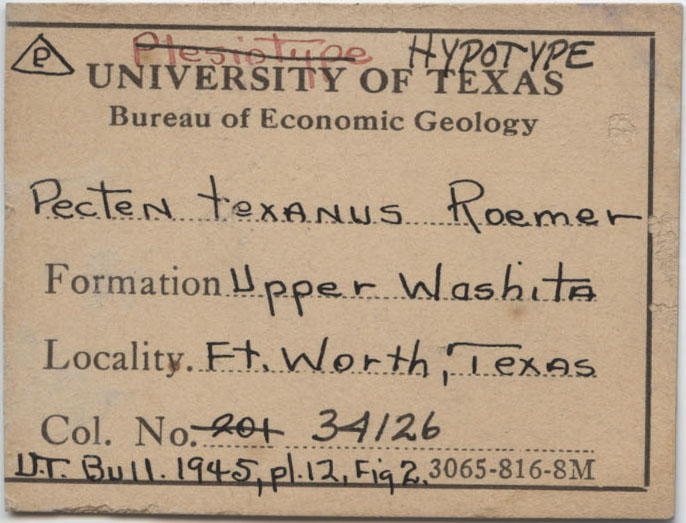 Plesiotype HYPOTYPE
P
UNIVERSITY OF TEXAS
Bureau of Economic Geology
Pecten texanus Roemer
Formation Upper Washita
Locality. Ft. Worth, Texas
Col. No. 201 34126
U.T. Bull. 1945, pl. 12, Fig 2. 3065-816-8M